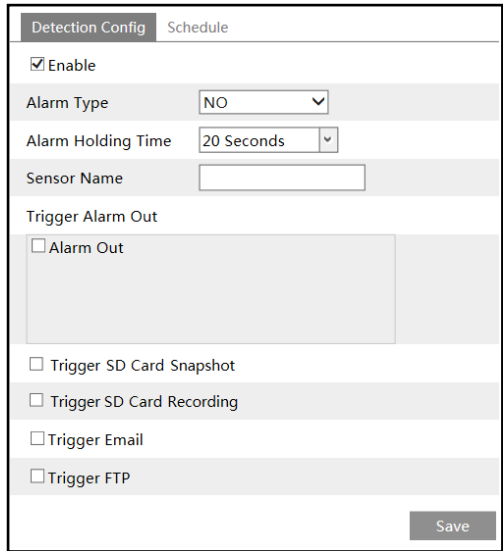 Detection Config Schedule
Enable
Alarm Type NO
Alarm Holding Time 20 Seconds
Sensor Name
Trigger Alarm Out
Alarm Out
Trigger SD Card Snapshot
Trigger SD Card Recording
Trigger Email
Trigger FTP
Save